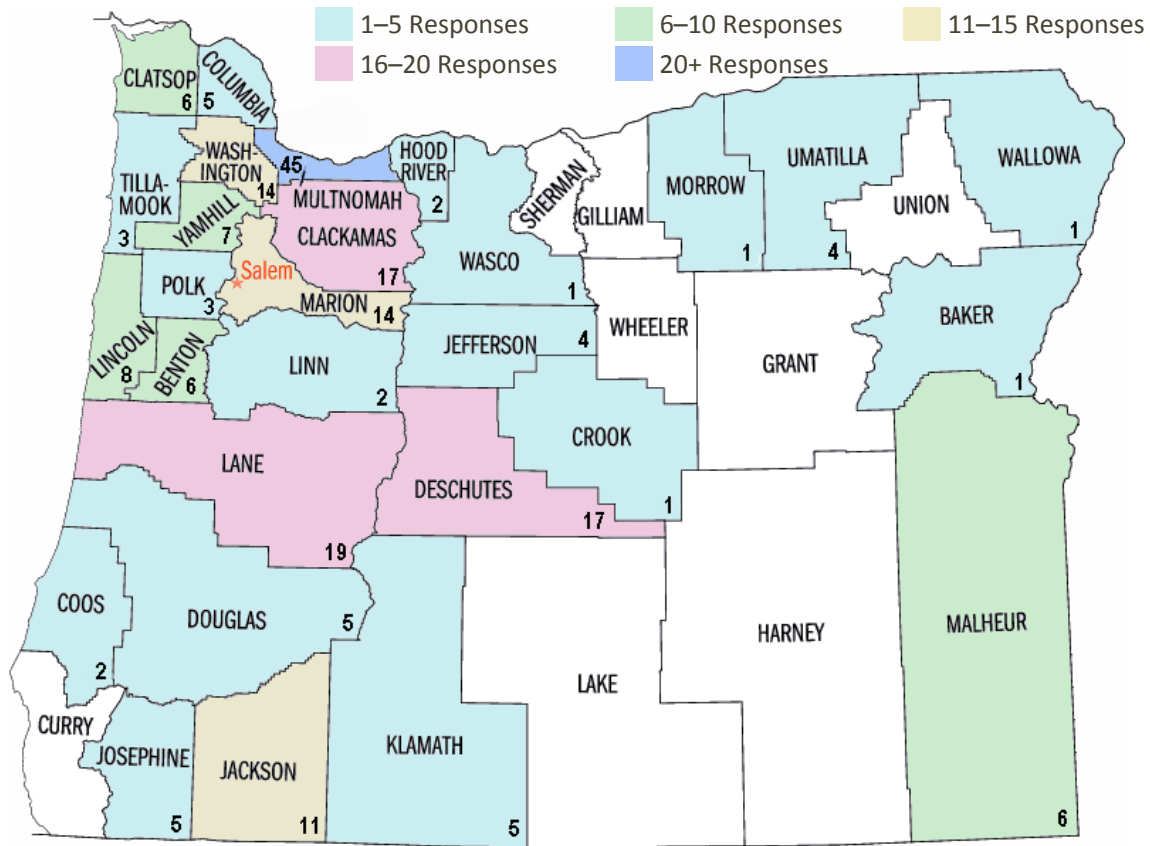 1–5 Responses
6–10 Responses
11–15 Responses
16–20 Responses
20+ Responses
CLATSOP
6
COLUMBIA
5
WASH-
INGTON
14
45
MULTNOMAH
HOOD
RIVER
2
SHERMAN
GILLIAM
MORROW
1
UMATILLA
4
UNION
WALLOWA
1
TILLA-
MOOK
3
YAMHILL
7
CLACKAMAS
17
WASCO
1
POLK
3
Salem
MARION
14
WHEELER
GRANT
BAKER
1
LINCOLN
8
BENTON
6
LINN
2
JEFFERSON
4
CROOK
1
LANE
19
DESCHUTES
17
COOS
2
DOUGLAS
5
HARNEY
MALHEUR
6
LAKE
CURRY
JOSEPHINE
5
JACKSON
11
KLAMATH
5